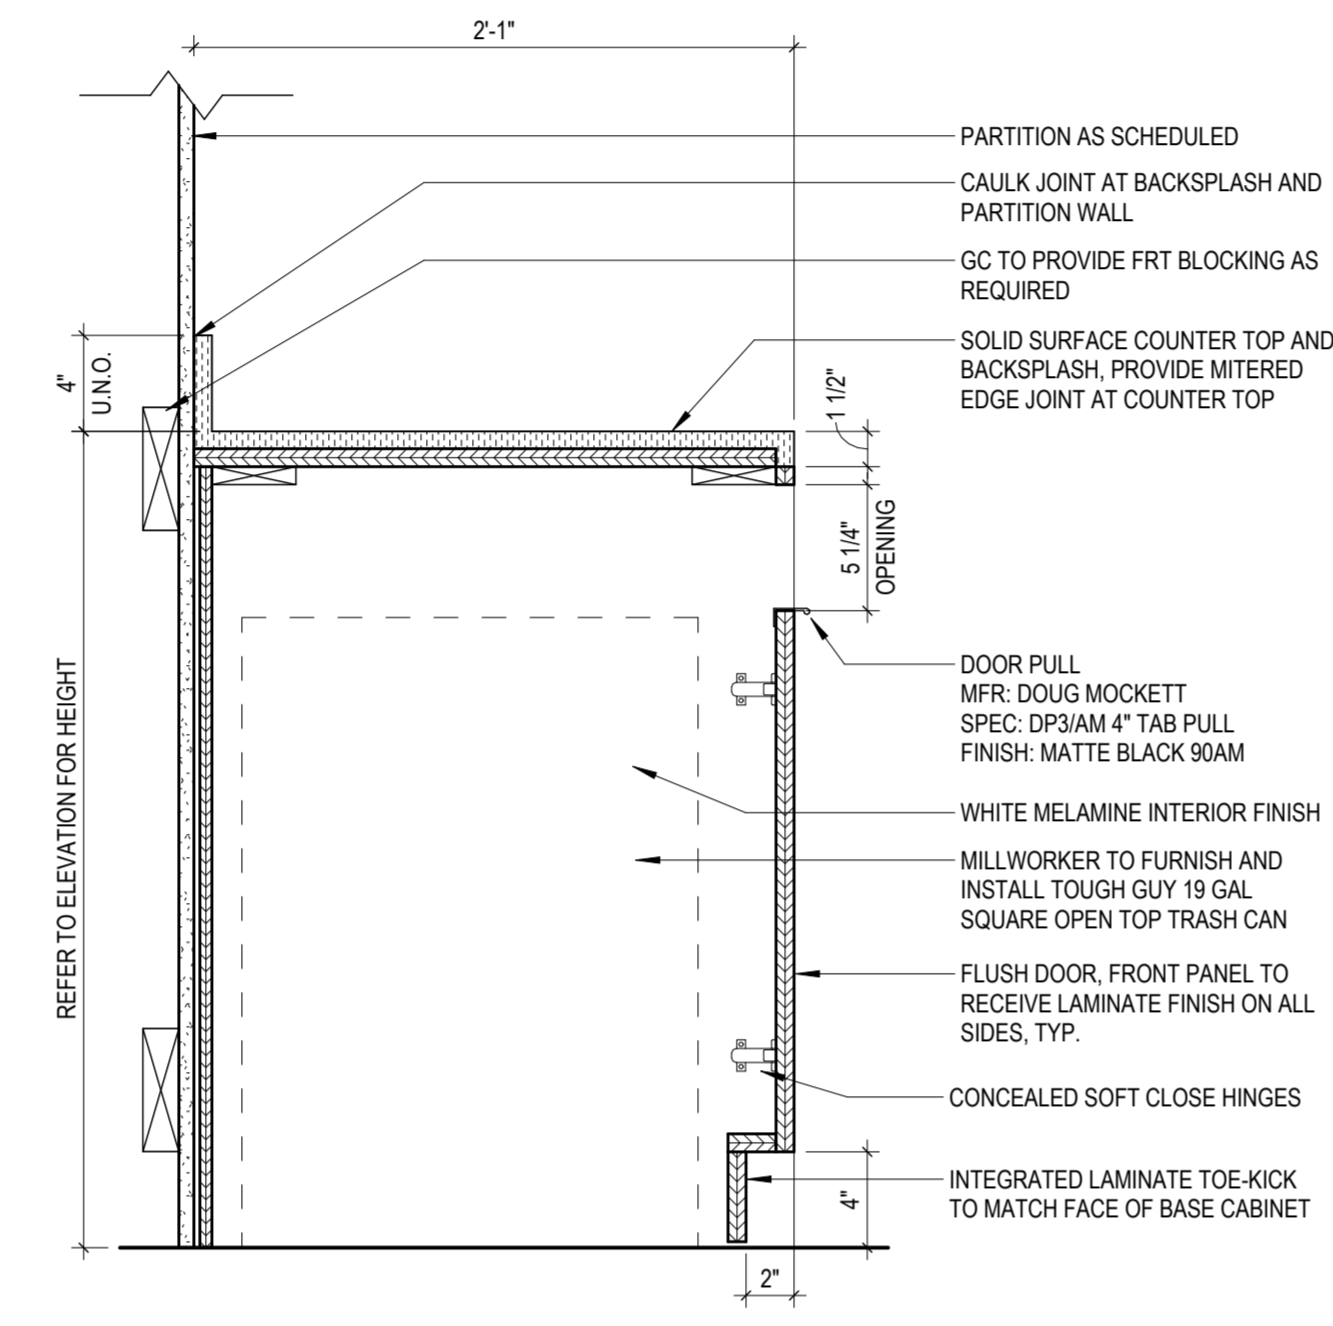 2'-1"
PARTITION AS SCHEDULED
CAULK JOINT AT BACKSPLASH AND
PARTITION WALL
GC TO PROVIDE FRT BLOCKING AS
REQUIRED
SOLID SURFACE COUNTER TOP AND
BACKSPLASH, PROVIDE MITERED
EDGE JOINT AT COUNTER TOP
4"
U.N.O.
1 1/2"
5 1/4"
OPENING
REFER TO ELEVATION FOR HEIGHT
DOOR PULL
MFR: DOUG MOCKETT
SPEC: DP3/AM 4" TAB PULL
FINISH: MATTE BLACK 90AM
WHITE MELAMINE INTERIOR FINISH
MILLWORKER TO FURNISH AND
INSTALL TOUGH GUY 19 GAL
SQUARE OPEN TOP TRASH CAN
FLUSH DOOR, FRONT PANEL TO
RECEIVE LAMINATE FINISH ON ALL
SIDES, TYP.
CONCEALED SOFT CLOSE HINGES
INTEGRATED LAMINATE TOE-KICK
TO MATCH FACE OF BASE CABINET
4"
2"